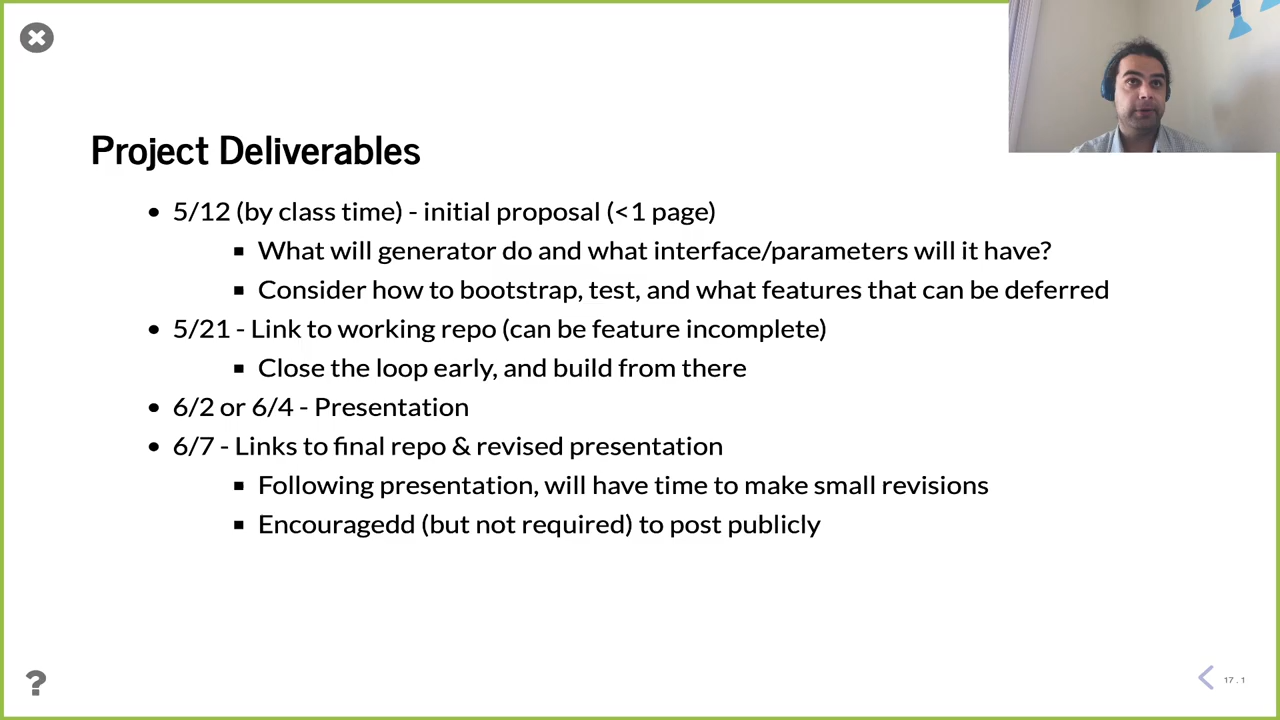 Project Deliverables
• 5/12 (by class time) - initial proposal (<1 page)
▪ What will generator do and what interface/parameters will it have?
▪ Consider how to bootstrap, test, and what features that can be deferred
• 5/21 - Link to working repo (can be feature incomplete)
▪ Close the loop early, and build from there
• 6/2 or 6/4 - Presentation
• 6/7 - Links to final repo & revised presentation
▪ Following presentation, will have time to make small revisions
▪ Encouragedd (but not required) to post publicly
?
17.1